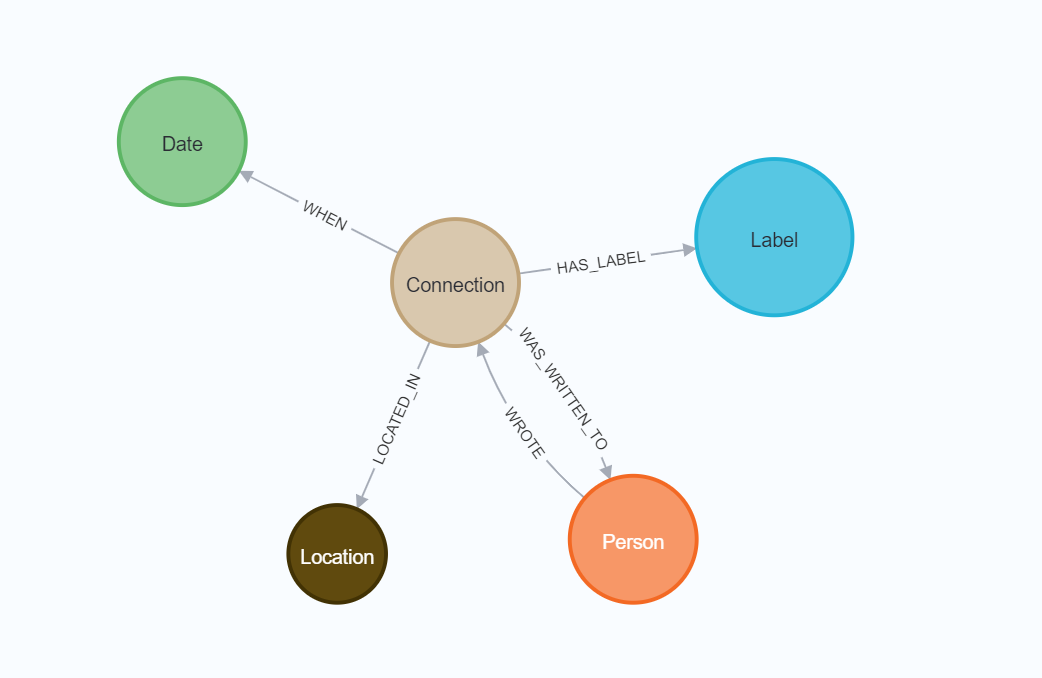 Date
WHEN
Connection
HAS_LABEL
Label
WAS_WRITTEN_TO
WROTE
LOCATED_IN
Location
Person